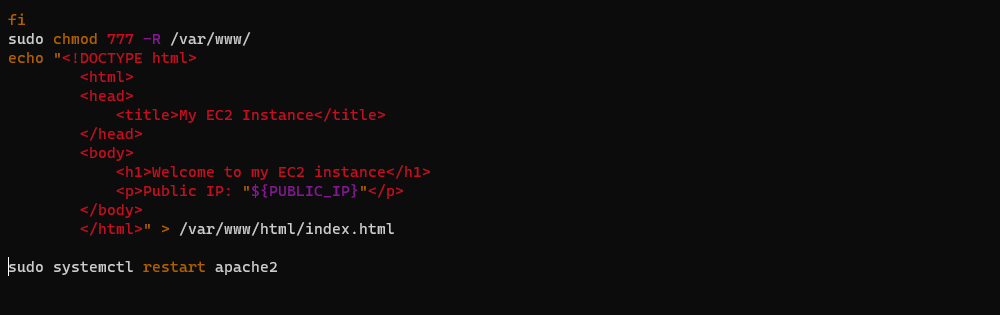 fi
sudo chmod 777 -R /var/www/
echo "<!DOCTYPE html>
        <html>
        <head>
            <title>My EC2 Instance</title>
        </head>
        <body>
            <h1>Welcome to my EC2 instance</h1>
            <p>Public IP: "${PUBLIC_IP}"</p>
        </body>
        </html>" > /var/www/html/index.html

sudo systemctl restart apache2